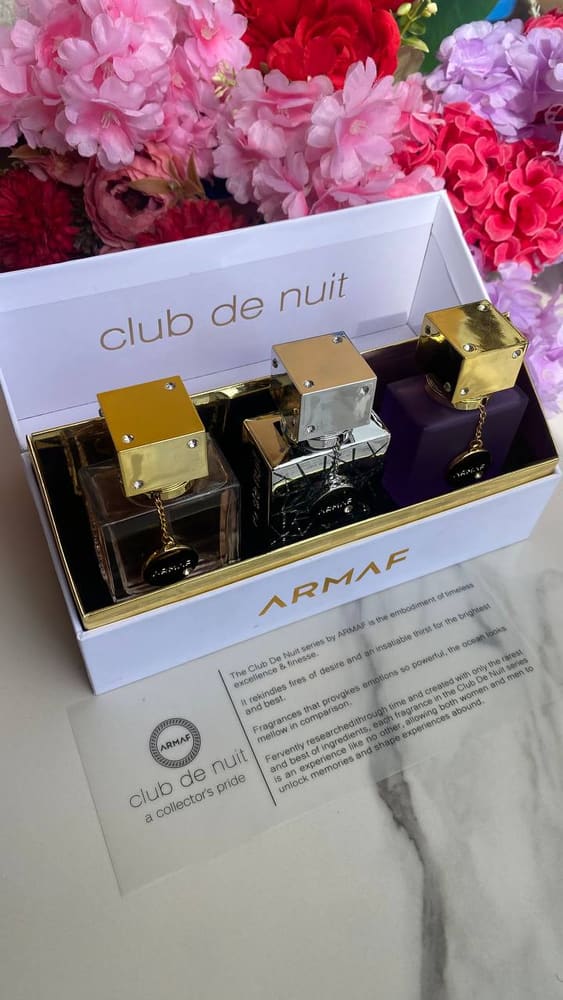 club de nuit
ARMAF
ARMAF
ARMAF
ARMAF
The Club De Nuit series by ARMAF is the embodiment of timeless
excellence & finesse.
It rekindles fires of desire and an insatiable thirst for the brightest
and best.
Fragrances that provokes emotions so powerful, the ocean looks
mellow in comparison.
Fervently researched through time and created with only the rarest
and best of ingredients, each fragrance in the Club De Nuit series
is an experience like no other, allowing both women and men to
unlock memories and shape experiences abound.
ARMAF
club de nuit
a collector's pride